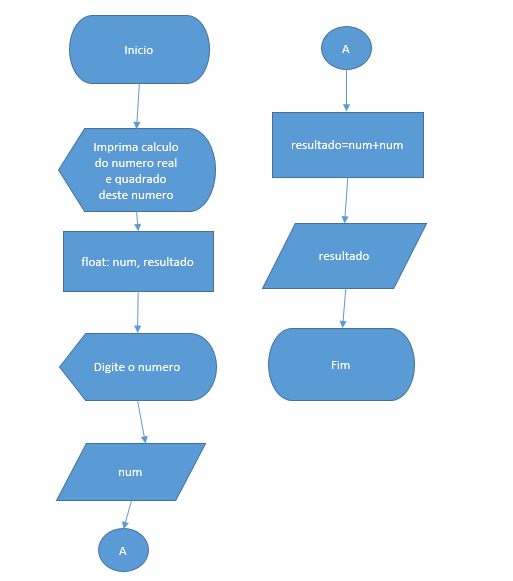 Inicio
Imprima calculo
do numero real
e quadrado
deste numero
float: num, resultado
Digite o numero
num
A
A
resultado=num+num
resultado
Fim